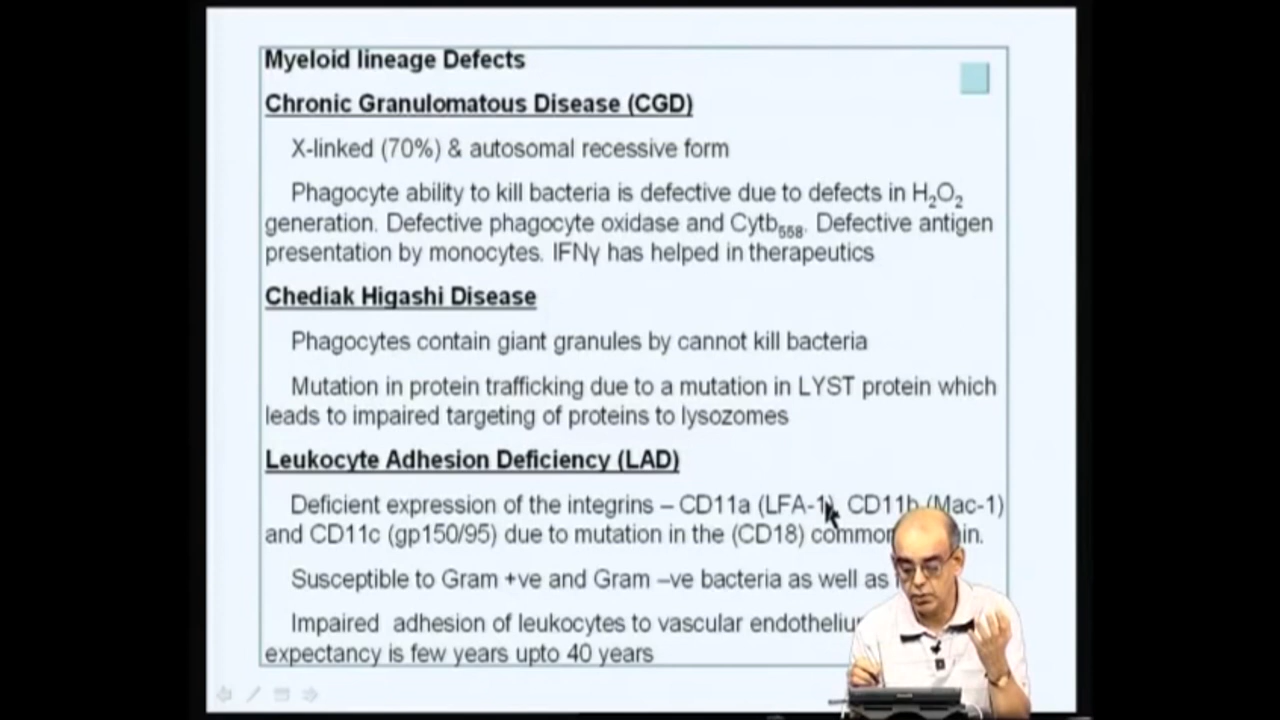 Myeloid lineage Defects
Chronic Granulomatous Disease (CGD)
X-linked (70%) & autosomal recessive form
Phagocyte ability to kill bacteria is defective due to defects in H₂O₂
generation. Defective phagocyte oxidase and Cytb₅₅₈. Defective antigen
presentation by monocytes. IFNγ has helped in therapeutics
Chediak Higashi Disease
Phagocytes contain giant granules by cannot kill bacteria
Mutation in protein trafficking due to a mutation in LYST protein which
leads to impaired targeting of proteins to lysozomes
Leukocyte Adhesion Deficiency (LAD)
Deficient expression of the integrins – CD11a (LFA-1), CD11b (Mac-1)
and CD11c (gp150/95) due to mutation in the (CD18)
Susceptible to Gram +ve and Gram –ve bacteria as well as
Impaired adhesion of leukocytes to vascular
expectancy is few years upto 40 years